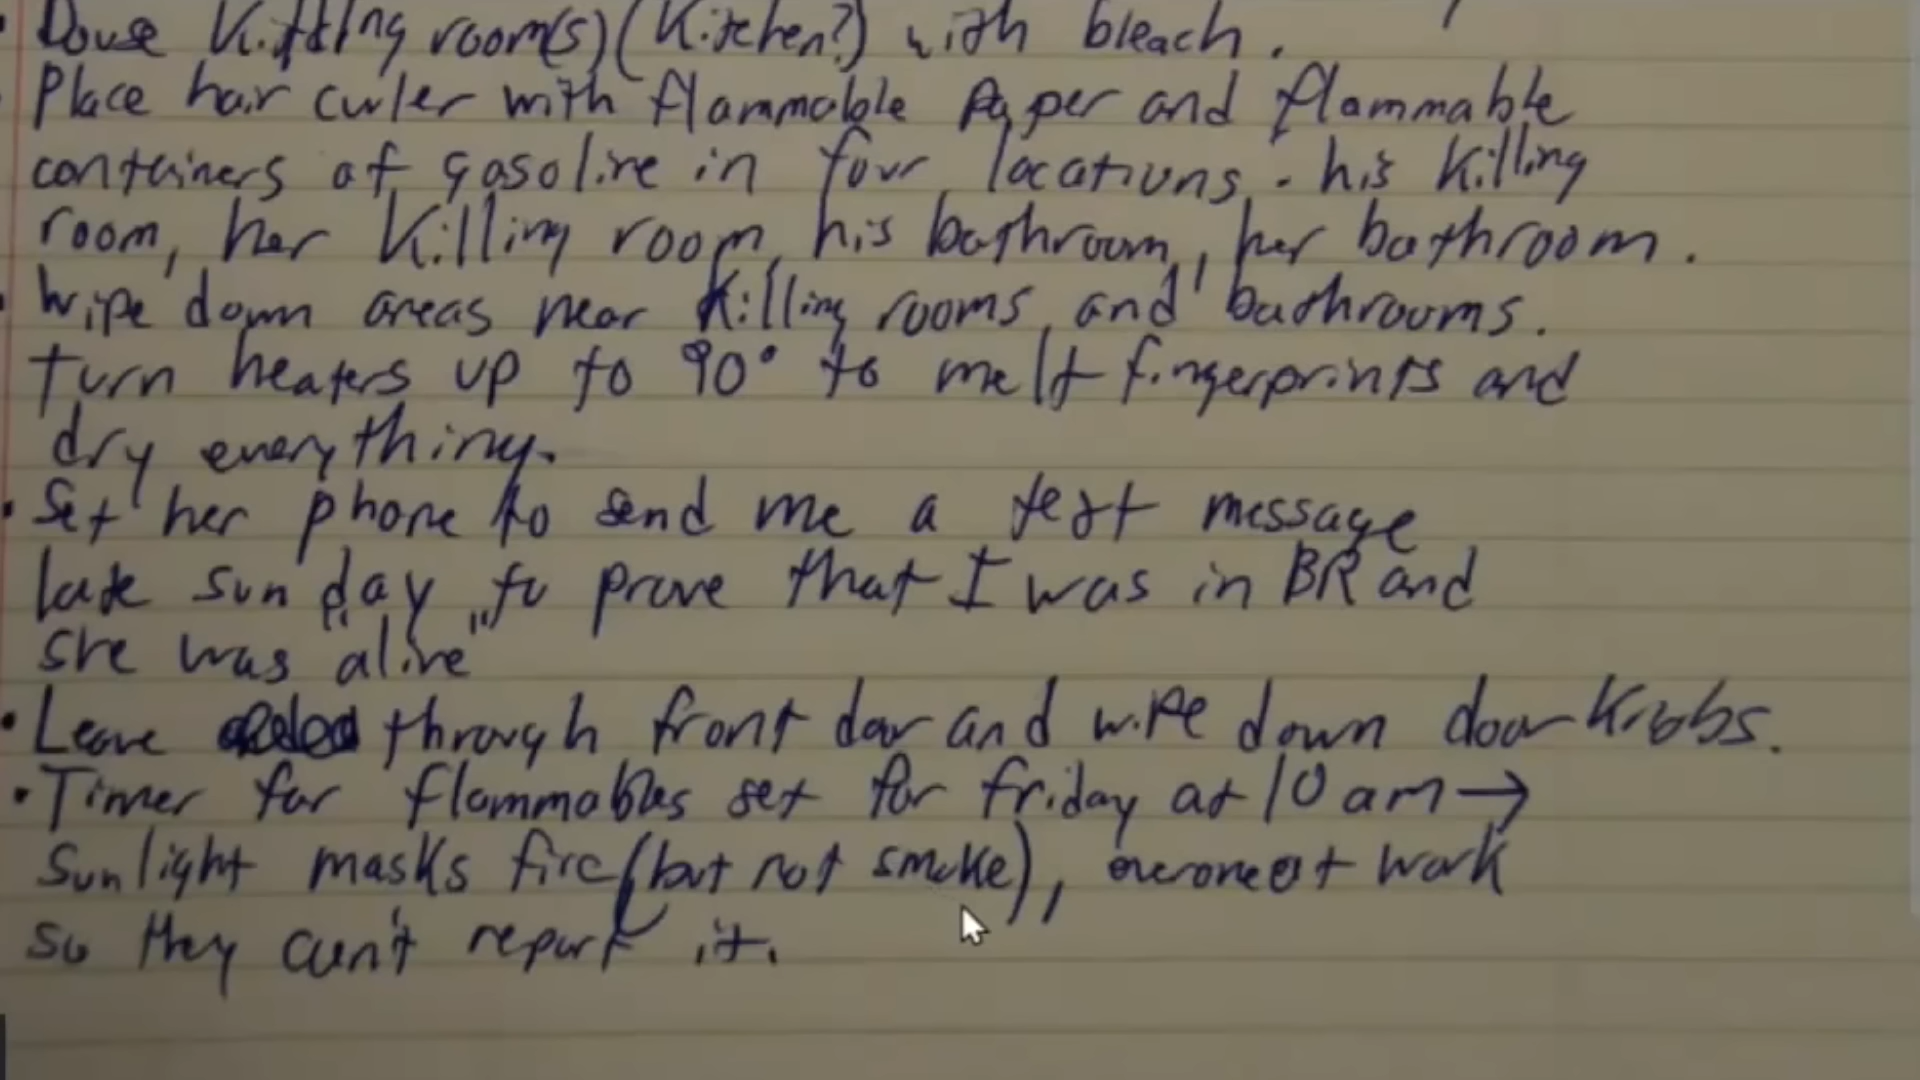 Douse Killing room(s) (Kitchen?) with bleach.
Place hair curler with flammable paper and flammable
containers of gasoline in four locations. his killing
room, her killing room, his bathroom, her bathroom.
Wipe down areas near killing rooms, and bathrooms.
Turn heaters up to 90° to melt fingerprints and
dry everything.
• Set her phone to send me a text message
late sunday, to prove that I was in BR and
she was "alive"
• Leave through front door and wipe down door knobs.
• Timer for flammables set for friday at 10 am →
Sunlight masks fire (but not smoke), everone at work
so they can't report it.